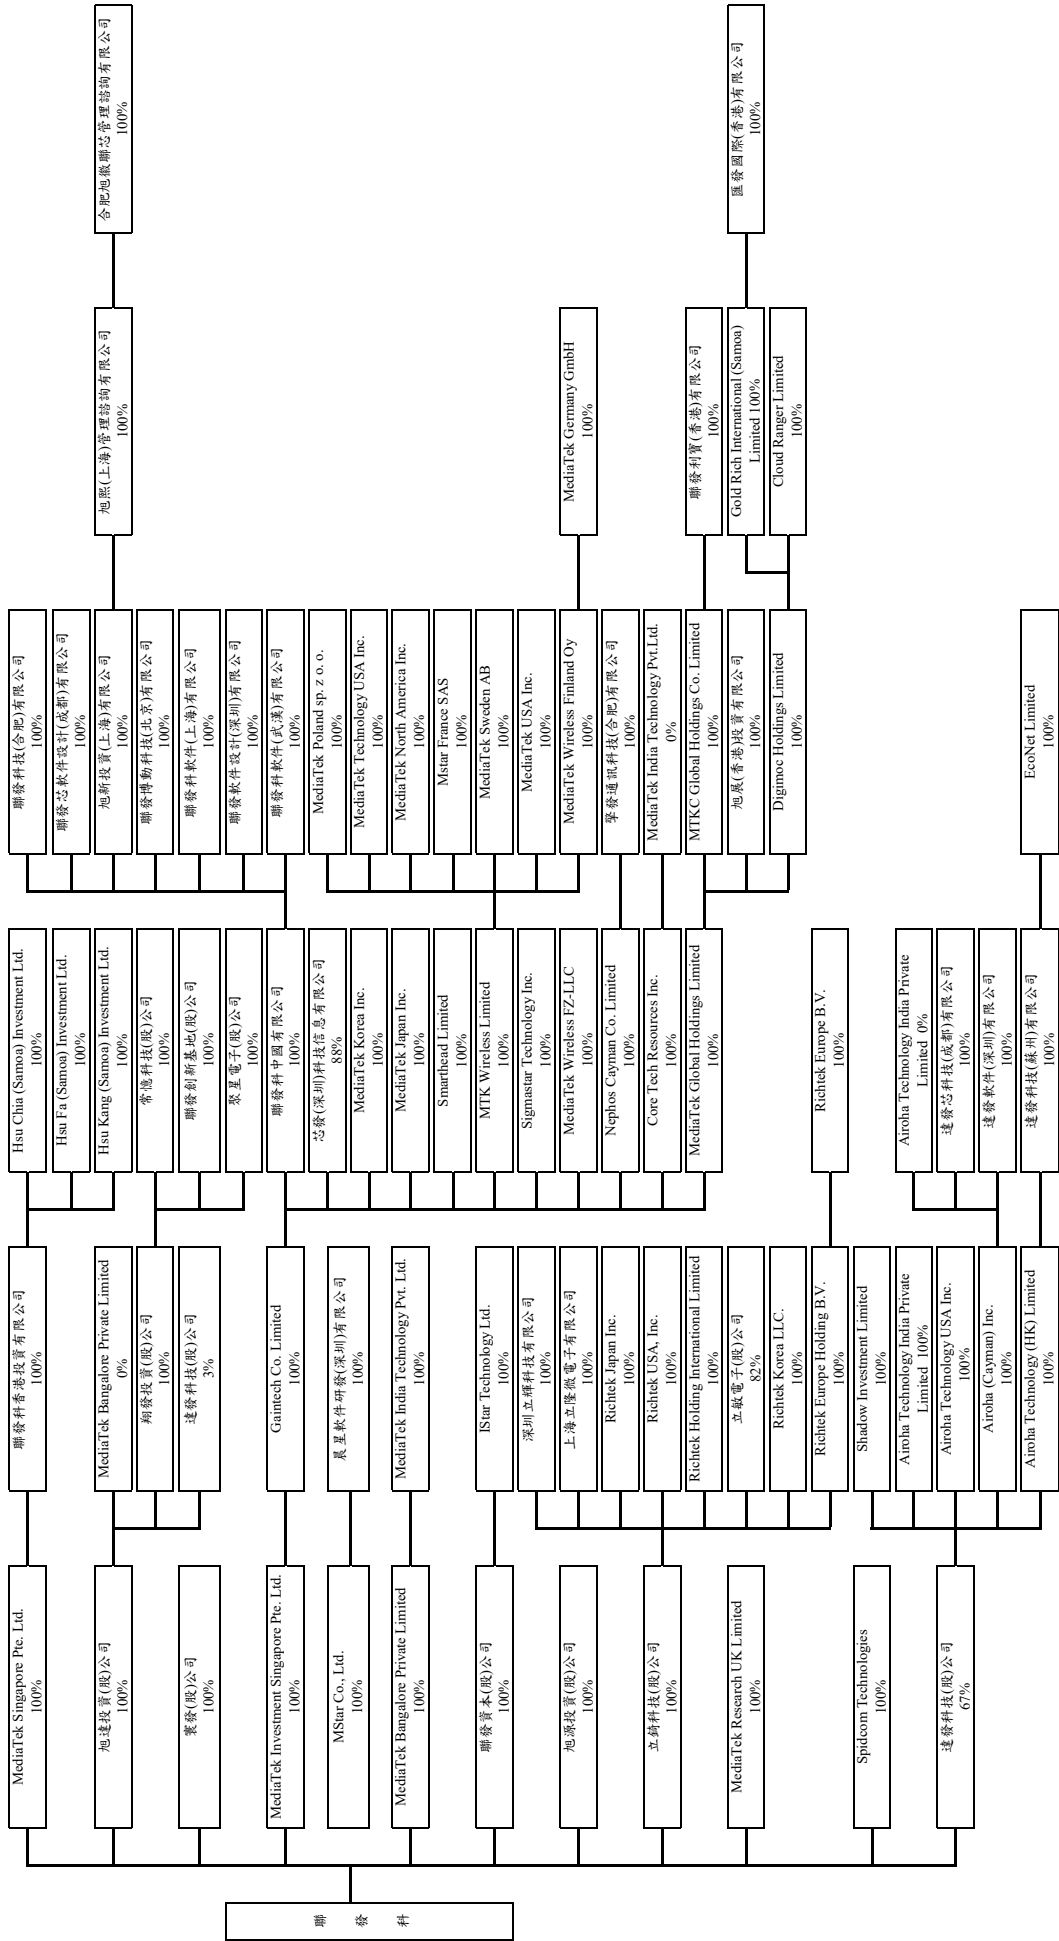 聯發科
MediaTek Singapore Pte. Ltd.
100%
旭達投資(股)公司
100%
寰發(股)公司
100%
MediaTek Investment Singapore Pte. Ltd.
100%
MStar Co., Ltd.
100%
MediaTek Bangalore Private Limited
100%
聯發資本(股)公司
100%
旭源投資(股)公司
100%
立錡科技(股)公司
100%
MediaTek Research UK Limited
100%
Spidcom Technologies
100%
達發科技(股)公司
67%
聯發科香港投資有限公司
100%
MediaTek Bangalore Private Limited
0%
翔發投資(股)公司
100%
達發科技(股)公司
3%
Gaintech Co. Limited
100%
晨星軟件研發(深圳)有限公司
100%
MediaTek India Technology Pvt. Ltd.
100%
IStar Technology Ltd.
100%
深圳立輝科技有限公司
100%
上海立隆微電子有限公司
100%
Richtek Japan Inc.
100%
Richtek USA, Inc.
100%
Richtek Holding International Limited
100%
立敏電子(股)公司
82%
Richtek Korea LLC.
100%
Richtek Europe Holding B.V.
100%
Shadow Investment Limited
100%
Airoha Technology India Private
Limited 100%
Airoha Technology USA Inc.
100%
Airoha (Cayman) Inc.
100%
Airoha Technology (HK) Limited
100%
Hsu Chia (Samoa) Investment Ltd.
100%
Hsu Fa (Samoa) Investment Ltd.
100%
Hsu Kang (Samoa) Investment Ltd.
100%
常憶科技(股)公司
100%
聯發創新基地(股)公司
100%
聚星電子(股)公司
100%
聯發科中國有限公司
100%
芯發(深圳)科技信息有限公司
88%
MediaTek Korea Inc.
100%
MediaTek Japan Inc.
100%
Smarthead Limited
100%
MTK Wireless Limited
100%
Sigmastar Technology Inc.
100%
MediaTek Wireless FZ-LLC
100%
Nephos Cayman Co. Limited
100%
Core Tech Resources Inc.
100%
MediaTek Global Holdings Limited
100%
Richtek Europe B.V.
100%
Airoha Technology India Private
Limited 0%
達發芯科技(成都)有限公司
100%
達發軟件(深圳)有限公司
100%
達發科技(蘇州)有限公司
100%
聯發科技(合肥)有限公司
100%
聯發芯軟件設計(成都)有限公司
100%
旭新投資(上海)有限公司
100%
聯發博動科技(北京)有限公司
100%
聯發科軟件(上海)有限公司
100%
聯發軟件設計(深圳)有限公司
100%
聯發科軟件(武漢)有限公司
100%
MediaTek Poland sp. z o. o.
100%
MediaTek Technology USA Inc.
100%
MediaTek North America Inc.
100%
Mstar France SAS
100%
MediaTek Sweden AB
100%
MediaTek USA Inc.
100%
MediaTek Wireless Finland Oy
100%
擎發通訊科技(合肥)有限公司
100%
MediaTek India Technology Pvt.Ltd.
0%
MTKC Global Holdings Co. Limited
100%
旭展(香港)投資有限公司
100%
Digimoc Holdings Limited
100%
EcoNet Limited
100%
旭熙(上海)管理諮詢有限公司
100%
MediaTek Germany GmbH
100%
聯發利寶(香港)有限公司
100%
Gold Rich International (Samoa)
Limited 100%
Cloud Ranger Limited
100%
合肥旭徽聯芯管理諮詢有限公司
100%
匯發國際(香港)有限公司
100%